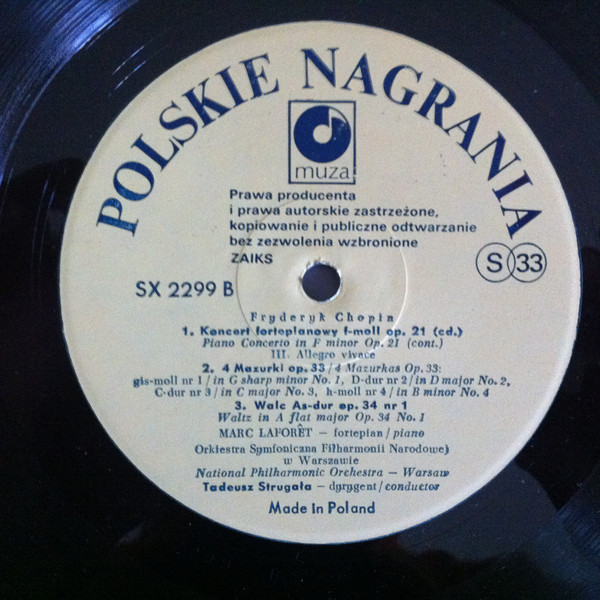 POLSKIE NAGRANIA
muza
Prawa producenta
i prawa autorskie zastrzeżone,
kopiowanie i publiczne odtwarzanie
bez zezwolenia wzbronione
ZAIKS
S 33
SX 2299 B
Fryderyk Chopin
1. Koncert fortepianowy f-moll op. 21 (cd.)
Piano Concerto in F minor Op. 21 (cont.)
III. Allegro vivace
2. 4 Mazurki op. 33 / 4 Mazurkas Op. 33:
gis-moll nr 1 / in G sharp minor No. 1, D-dur nr 2 / in D major No. 2,
C-dur nr 3 / in C major No. 3, h-moll nr 4 / in B minor No. 4
3. Walc As-dur op. 34 nr 1
Waltz in A flat major Op. 34 No. 1
MARC LAFORÊT — fortepian / piano
Orkiestra Symfoniczna Filharmonii Narodowej
w Warszawie
National Philharmonic Orchestra — Warsaw
Tadeusz Strugała — dyrygent / conductor
Made in Poland